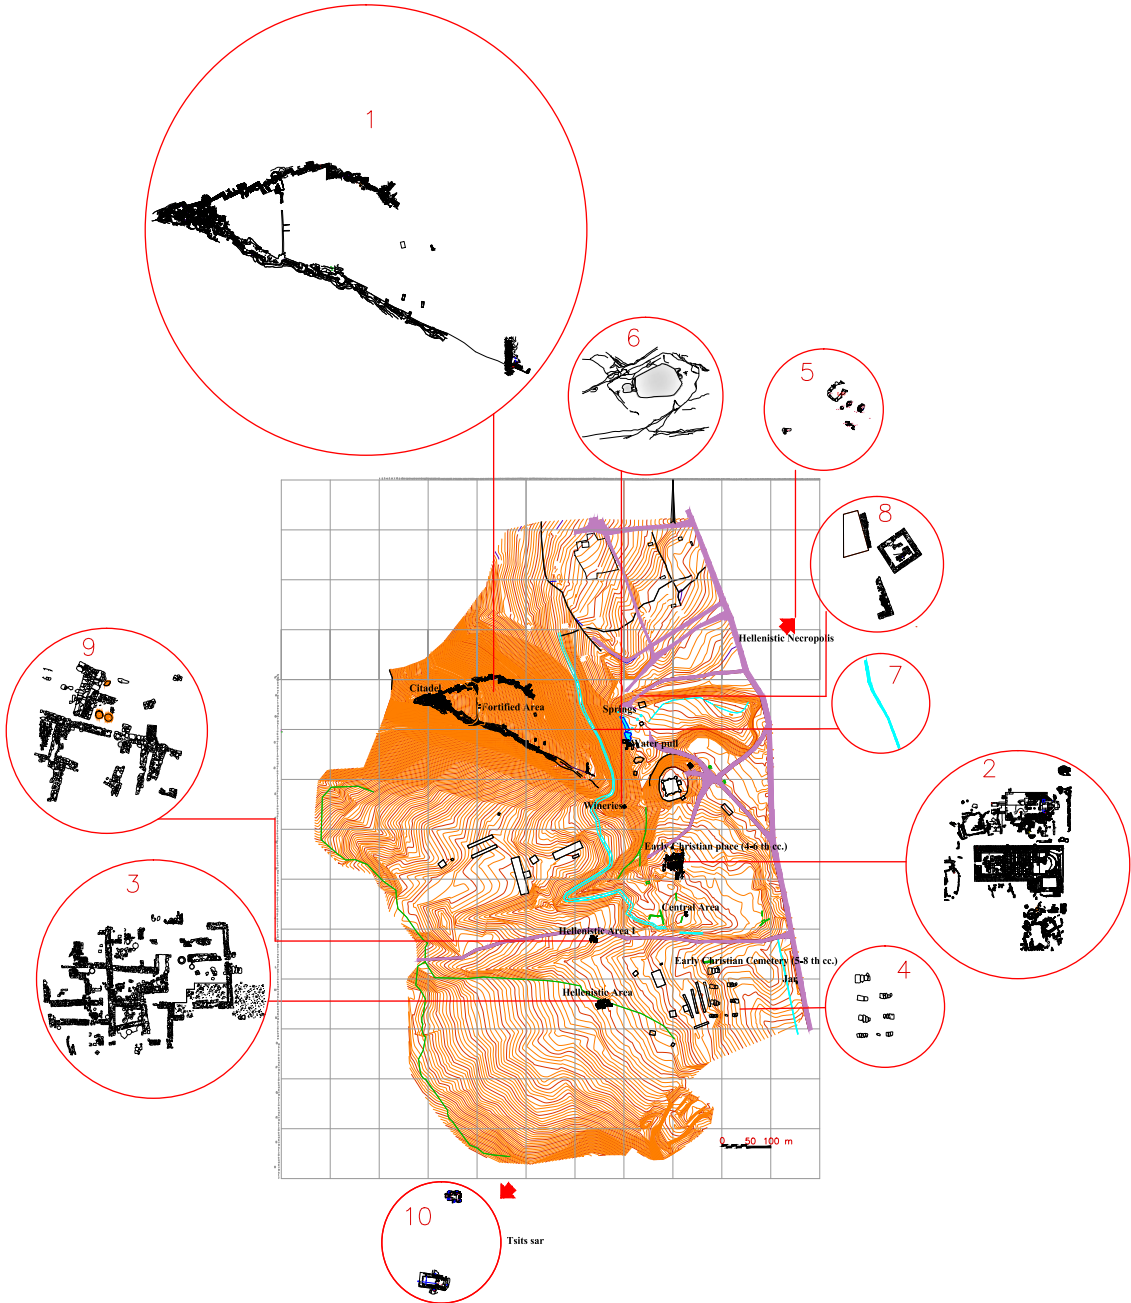 1
6
5
8
Hellenistic Necropolis
9
7
Citadel
Fortified Area
Springs
Water pull
2
Wineries
Early Christian place (4-6 th cc.)
3
Central Area
Hellenistic Area I
Early Christian Cemetery (5-8 th cc.)
4
Jar
Hellenistic Area
0 50 100 m
10
Tsits sar